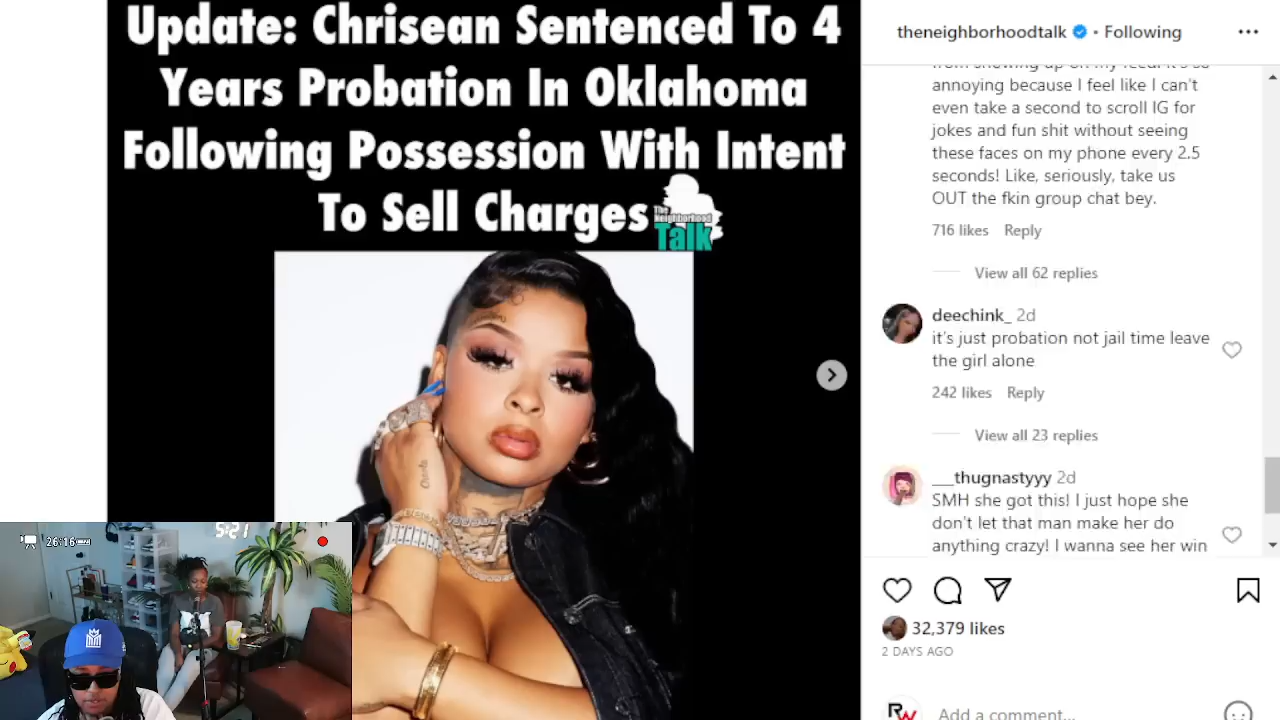 Update: Chrisean Sentenced To 4
Years Probation In Oklahoma
Following Possession With Intent
To Sell Charges
The
Neighborhood
Talk
theneighborhoodtalk • Following
annoying because I feel like I can't
even take a second to scroll IG for
jokes and fun shit without seeing
these faces on my phone every 2.5
seconds! Like, seriously, take us
OUT the fkin group chat bey.
716 likes Reply
View all 62 replies
deechink_ 2d
it's just probation not jail time leave
the girl alone
242 likes Reply
View all 23 replies
___thugnastyyy 2d
SMH she got this! I just hope she
don't let that man make her do
anything crazy! I wanna see her win
32,379 likes
2 DAYS AGO
RW
Add a comment...
5:21